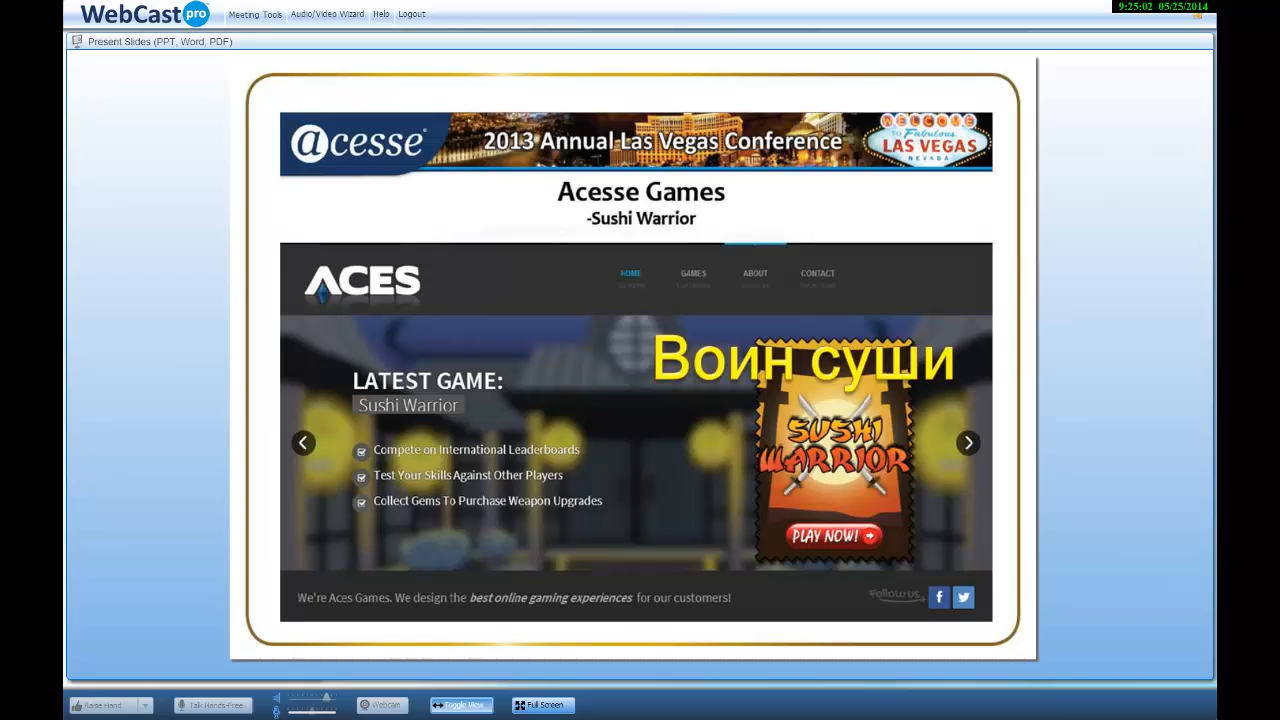 9:25:02 05/25/2014
WebCast pro
Meeting Tools Audio/Video Wizard Help Logout
Present Slides (PPT, Word, PDF)
acesse®
2013 Annual Las Vegas Conference
WELCOME
TO Fabulous
LAS VEGAS
NEVADA
Acesse Games
-Sushi Warrior
ACES
HOME GAMES ABOUT CONTACT
Воин суши
LATEST GAME:
Sushi Warrior
Compete on International Leaderboards
Test Your Skills Against Other Players
Collect Gems To Purchase Weapon Upgrades
SUSHI
WARRIOR
PLAY NOW!
We're Aces Games. We design the best online gaming experiences for our customers!
Follow us
Raise Hand Talk Hands-Free Webcam Toggle View Full Screen